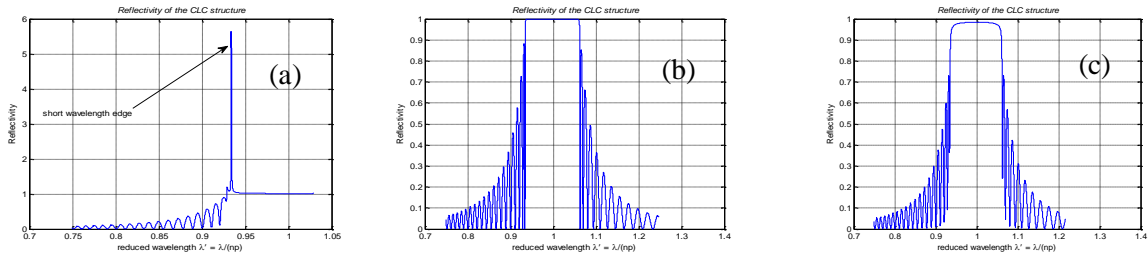 Reflectivity of the CLC structure
6
5
4
3
2
1
0
Reflectivity
(a)
short wavelength edge
0.7 0.75 0.8 0.85 0.9 0.95 1 1.05
reduced wavelength λ' = λ/(np)
Reflectivity of the CLC structure
1
0.9
0.8
0.7
0.6
0.5
0.4
0.3
0.2
0.1
0
Reflectivity
(b)
0.7 0.8 0.9 1 1.1 1.2 1.3 1.4
reduced wavelength λ' = λ/(np)
Reflectivity of the CLC structure
1
0.9
0.8
0.7
0.6
0.5
0.4
0.3
0.2
0.1
0
Reflectivity
(c)
0.7 0.8 0.9 1 1.1 1.2 1.3 1.4
reduced wavelength λ' = λ/(np)